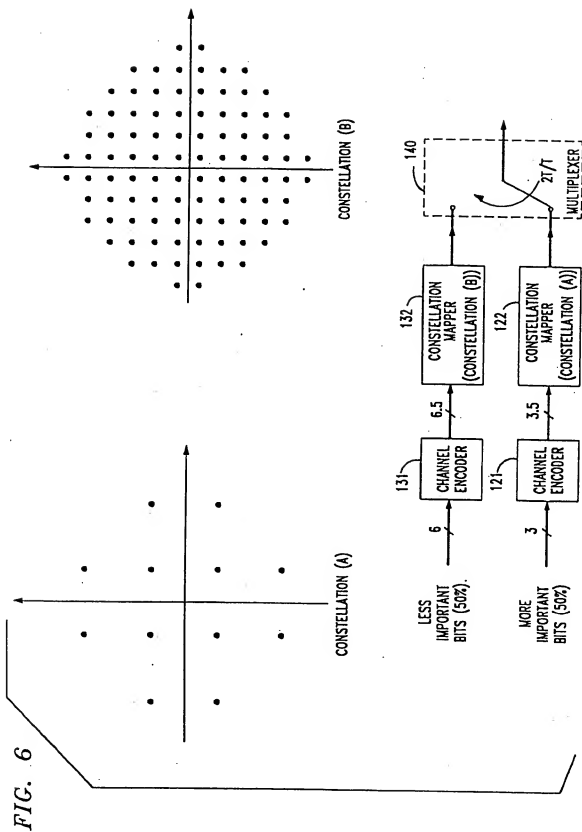 FIG. 6
CONSTELLATION (A)
CONSTELLATION (B)
LESS
IMPORTANT
BITS (50%).
6
131
CHANNEL
ENCODER
6.5
132
CONSTELLATION
MAPPER
(CONSTELLATION (B))
140
2T/T
MULTIPLEXER
MORE
IMPORTANT
BITS (50%)
3
121
CHANNEL
ENCODER
3.5
122
CONSTELLATION
MAPPER
(CONSTELLATION (A))